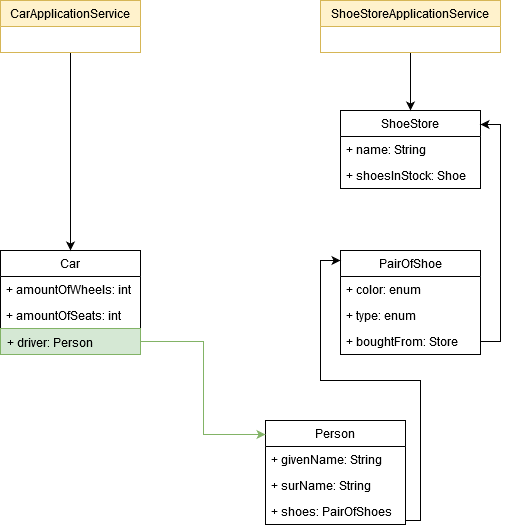 CarApplicationService
ShoeStoreApplicationService
ShoeStore
+ name: String
+ shoesInStock: Shoe
Car
+ amountOfWheels: int
+ amountOfSeats: int
+ driver: Person
PairOfShoe
+ color: enum
+ type: enum
+ boughtFrom: Store
Person
+ givenName: String
+ surName: String
+ shoes: PairOfShoes